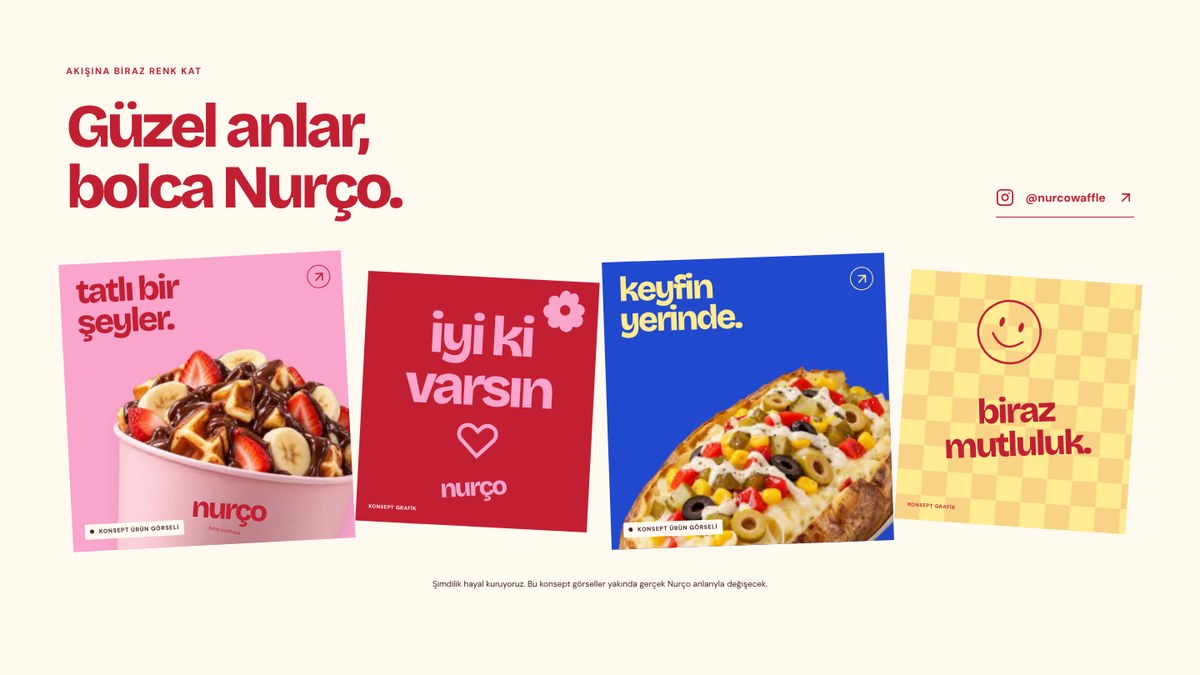 AKIŞINA BİRAZ RENK KAT
Güzel anlar,
bolca Nurço.
@nurcowaffle
tatlı bir
şeyler.
nurço
KONSEPT ÜRÜN GÖRSELİ
iyi ki
varsın
nurço
KONSEPT GRAFİK
keyfin
yerinde.
KONSEPT ÜRÜN GÖRSELİ
biraz
mutluluk.
KONSEPT GRAFİK
Şimdilik hayal kuruyoruz. Bu konsept görseller yakında gerçek Nurço anlarıyla değişecek.